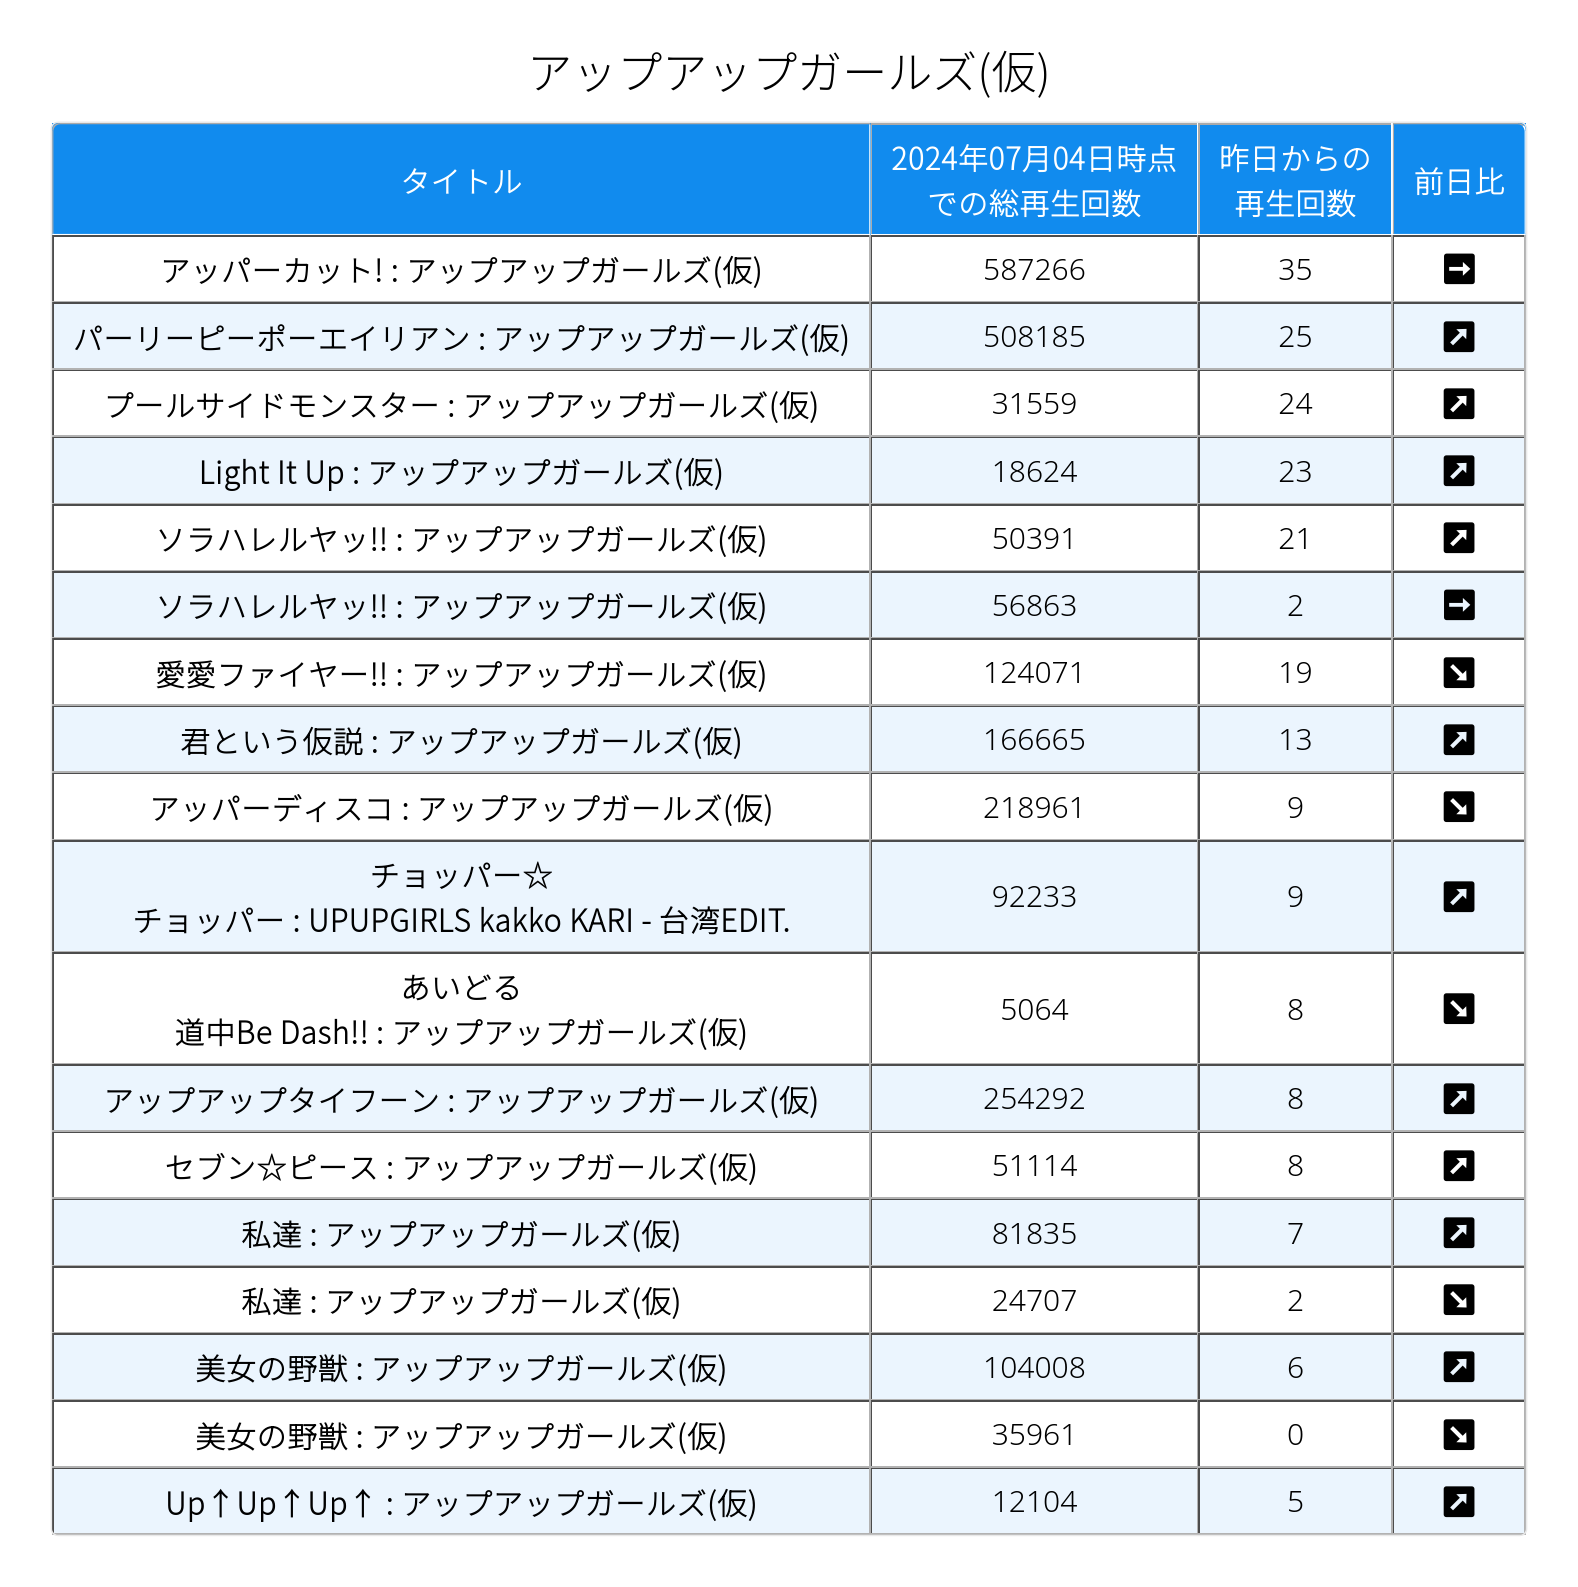 アップアップガールズ(仮)
タイトル
2024年07月04日時点
での総再生回数
昨日からの
再生回数
前日比
アッパーカット! : アップアップガールズ(仮) 587266 35 ➡
パーリーピーポーエイリアン : アップアップガールズ(仮) 508185 25 ↗
プールサイドモンスター : アップアップガールズ(仮) 31559 24 ↗
Light It Up : アップアップガールズ(仮) 18624 23 ↗
ソラハレルヤッ!! : アップアップガールズ(仮) 50391 21 ↗
ソラハレルヤッ!! : アップアップガールズ(仮) 56863 2 ➡
愛愛ファイヤー!! : アップアップガールズ(仮) 124071 19 ↘
君という仮説 : アップアップガールズ(仮) 166665 13 ↗
アッパーディスコ : アップアップガールズ(仮) 218961 9 ↘
チョッパー☆
チョッパー : UPUPGIRLS kakko KARI - 台湾EDIT. 92233 9 ↗
あいどる
道中Be Dash!! : アップアップガールズ(仮) 5064 8 ↘
アップアップタイフーン : アップアップガールズ(仮) 254292 8 ↗
セブン☆ピース : アップアップガールズ(仮) 51114 8 ↗
私達 : アップアップガールズ(仮) 81835 7 ↗
私達 : アップアップガールズ(仮) 24707 2 ↘
美女の野獣 : アップアップガールズ(仮) 104008 6 ↗
美女の野獣 : アップアップガールズ(仮) 35961 0 ↘
Up↑Up↑Up↑ : アップアップガールズ(仮) 12104 5 ↗